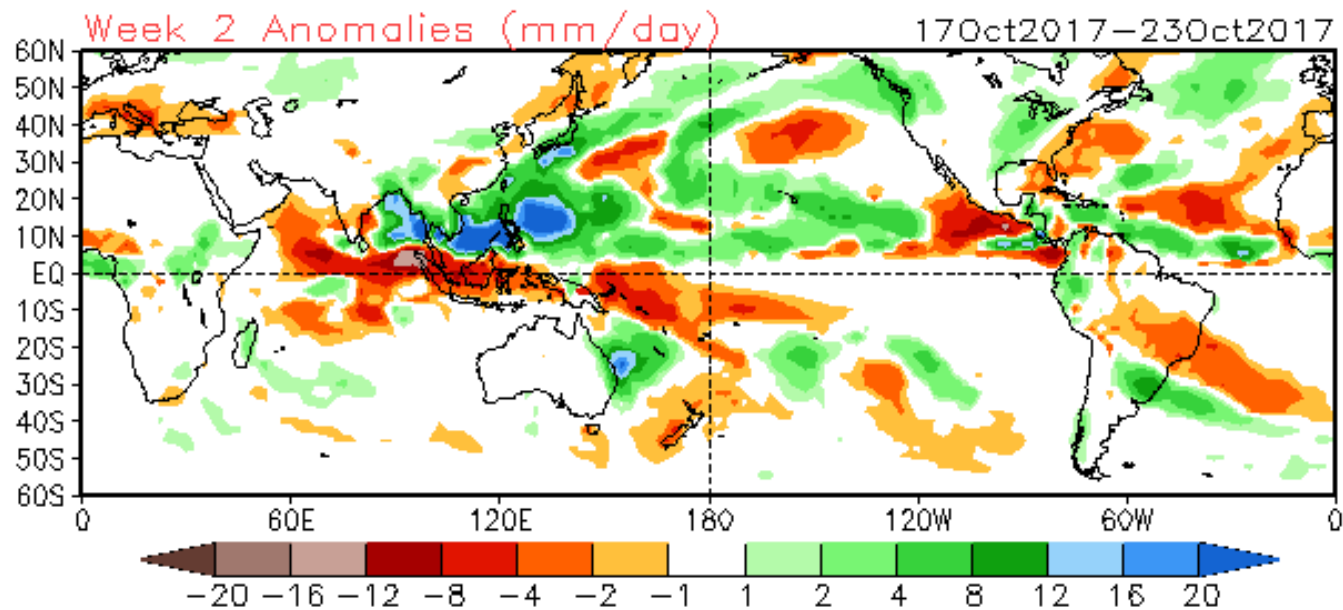 Week 2 Anomalies (mm/day) 17Oct2017-23Oct2017
60N
50N
40N
30N
20N
10N
EQ
10S
20S
30S
40S
50S
60S
0 60E 120E 180 120W 60W 0
-20 -16 -12 -8 -4 -2 -1 1 2 4 8 12 16 20